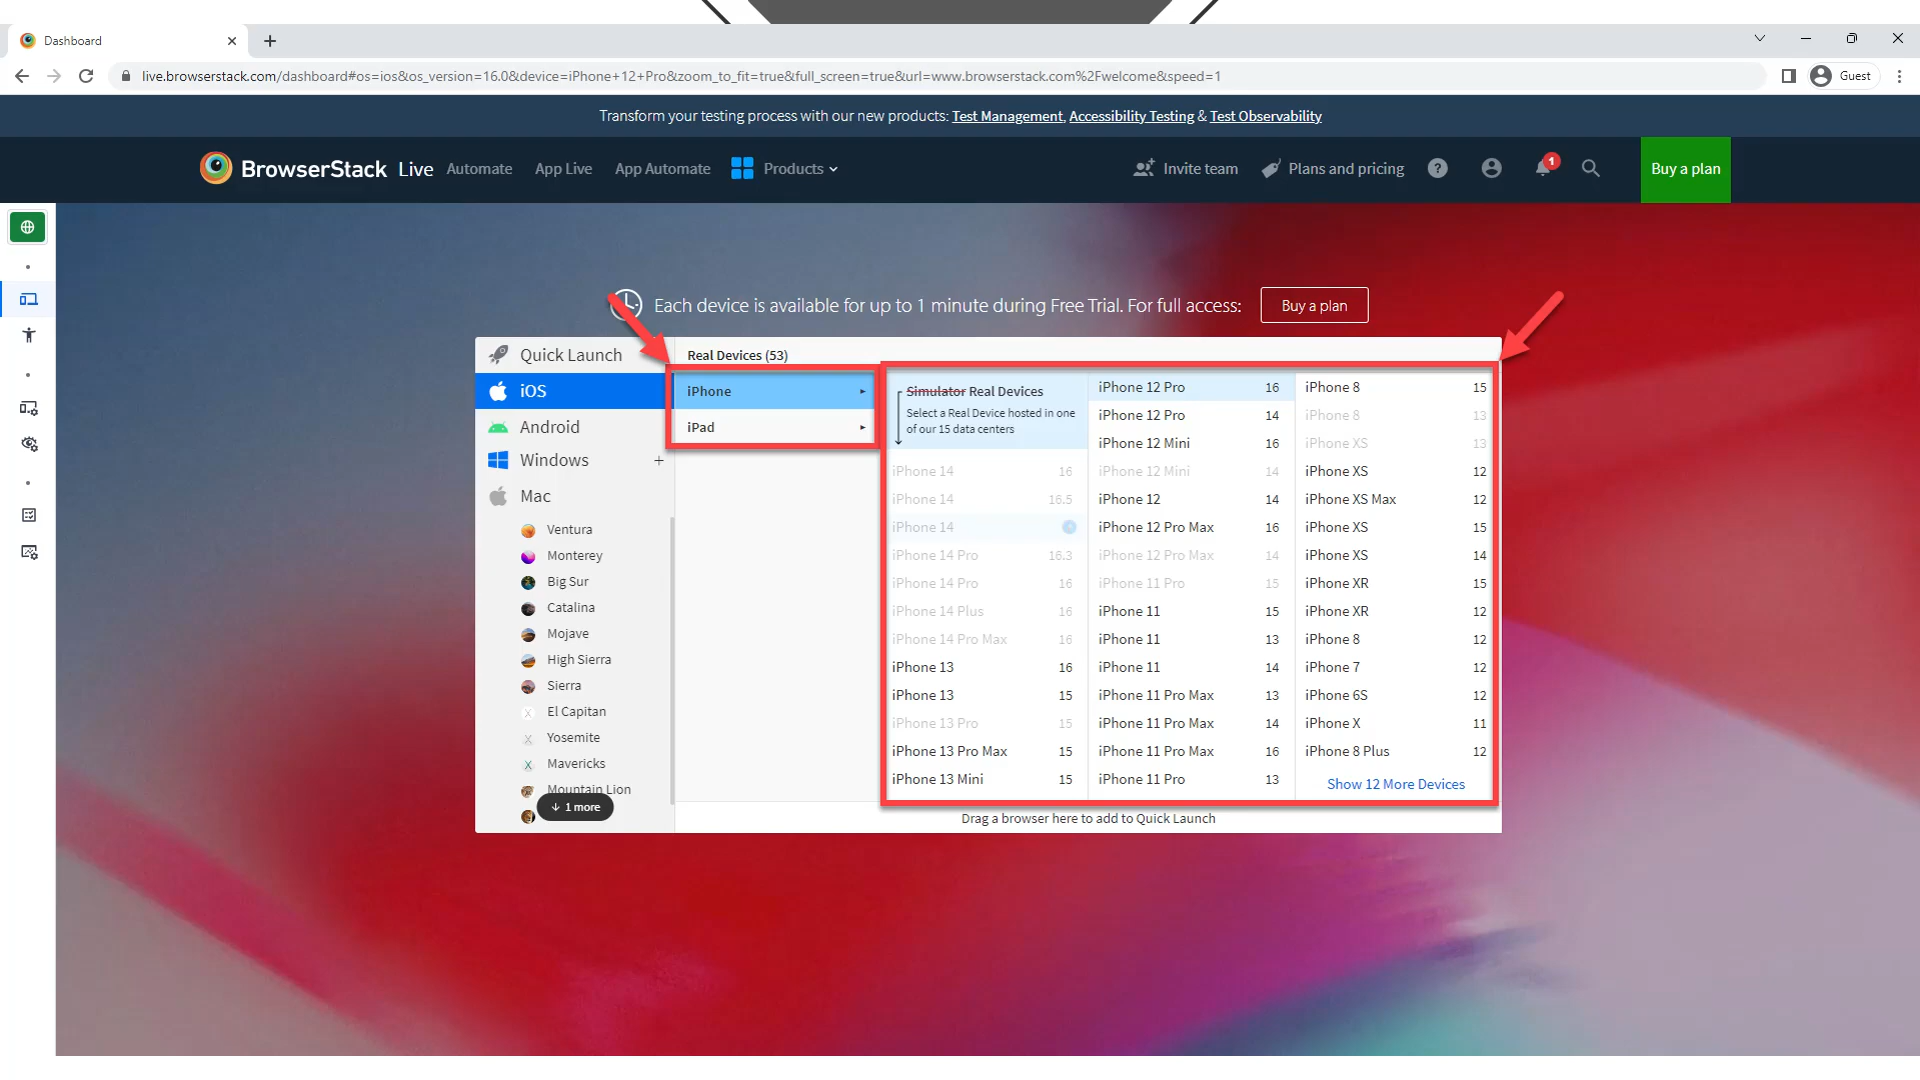 Dashboard
live.browserstack.com/dashboard#os=ios&os_version=16.0&device=iPhone+12+Pro&zoom_to_fit=true&full_screen=true&url=www.browserstack.com%2Fwelcome&speed=1
Guest
Transform your testing process with our new products: Test Management, Accessibility Testing & Test Observability
BrowserStack Live Automate App Live App Automate Products Invite team Plans and pricing ? 1 Buy a plan
Each device is available for up to 1 minute during Free Trial. For full access: Buy a plan
Quick Launch
iOS
Android
Windows +
Mac
Ventura
Monterey
Big Sur
Catalina
Mojave
High Sierra
Sierra
El Capitan
Yosemite
Mavericks
Mountain Lion
1 more
Real Devices (53)
iPhone
iPad
Simulator Real Devices
Select a Real Device hosted in one
of our 15 data centers
iPhone 14 16
iPhone 14 16.5
iPhone 14
iPhone 14 Pro 16.3
iPhone 14 Pro 16
iPhone 14 Plus 16
iPhone 14 Pro Max 16
iPhone 13 16
iPhone 13 15
iPhone 13 Pro 15
iPhone 13 Pro Max 15
iPhone 13 Mini 15
iPhone 12 Pro 16
iPhone 12 Pro 14
iPhone 12 Mini 16
iPhone 12 Mini 14
iPhone 12 14
iPhone 12 Pro Max 16
iPhone 12 Pro Max 14
iPhone 11 Pro 15
iPhone 11 15
iPhone 11 13
iPhone 11 14
iPhone 11 Pro Max 13
iPhone 11 Pro Max 14
iPhone 11 Pro Max 16
iPhone 11 Pro 13
iPhone 8 15
iPhone 8 13
iPhone XS 13
iPhone XS 12
iPhone XS Max 12
iPhone XS 15
iPhone XS 14
iPhone XR 15
iPhone XR 12
iPhone 8 12
iPhone 7 12
iPhone 6S 12
iPhone X 11
iPhone 8 Plus 12
Show 12 More Devices
Drag a browser here to add to Quick Launch